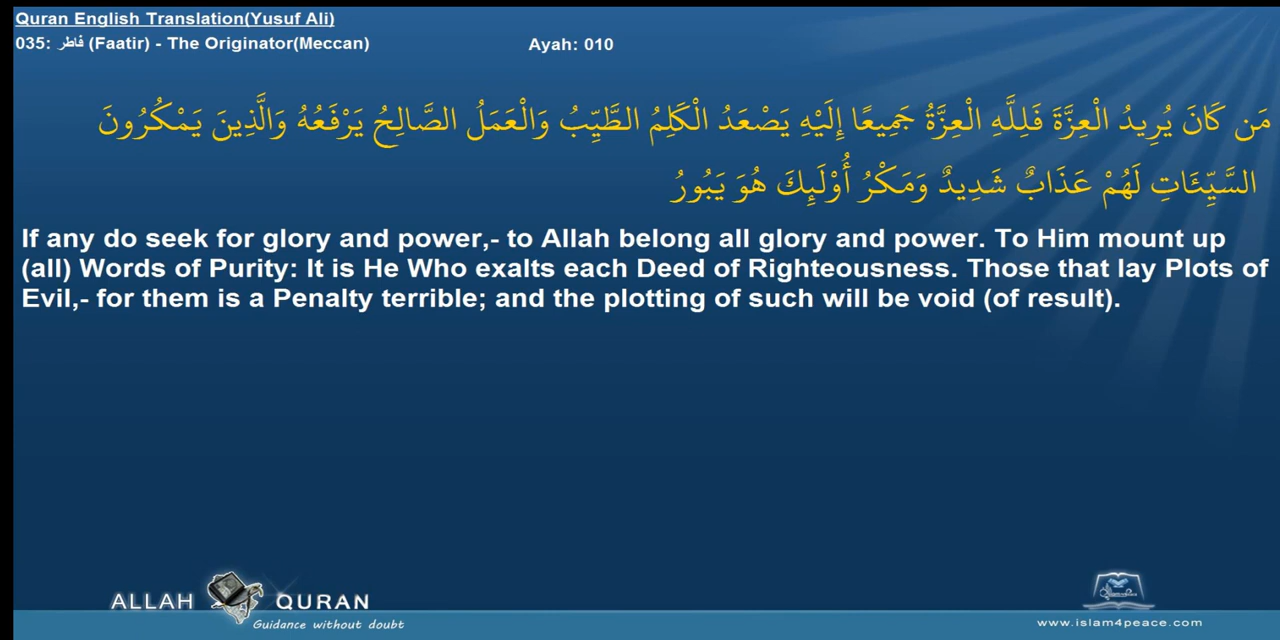 Quran English Translation(Yusuf Ali)
035: فاطر (Faatir) - The Originator(Meccan) Ayah: 010
مَن كَانَ يُرِيدُ الْعِزَّةَ فَلِلَّهِ الْعِزَّةُ جَمِيعًا إِلَيْهِ يَصْعَدُ الْكَلِمُ الطَّيِّبُ وَالْعَمَلُ الصَّالِحُ يَرْفَعُهُ وَالَّذِينَ يَمْكُرُونَ
السَّيِّئَاتِ لَهُمْ عَذَابٌ شَدِيدٌ وَمَكْرُ أُوْلَئِكَ هُوَ يَبُورُ
If any do seek for glory and power,- to Allah belong all glory and power. To Him mount up
(all) Words of Purity: It is He Who exalts each Deed of Righteousness. Those that lay Plots of
Evil,- for them is a Penalty terrible; and the plotting of such will be void (of result).
ALLAH QURAN
Guidance without doubt
www.islam4peace.com